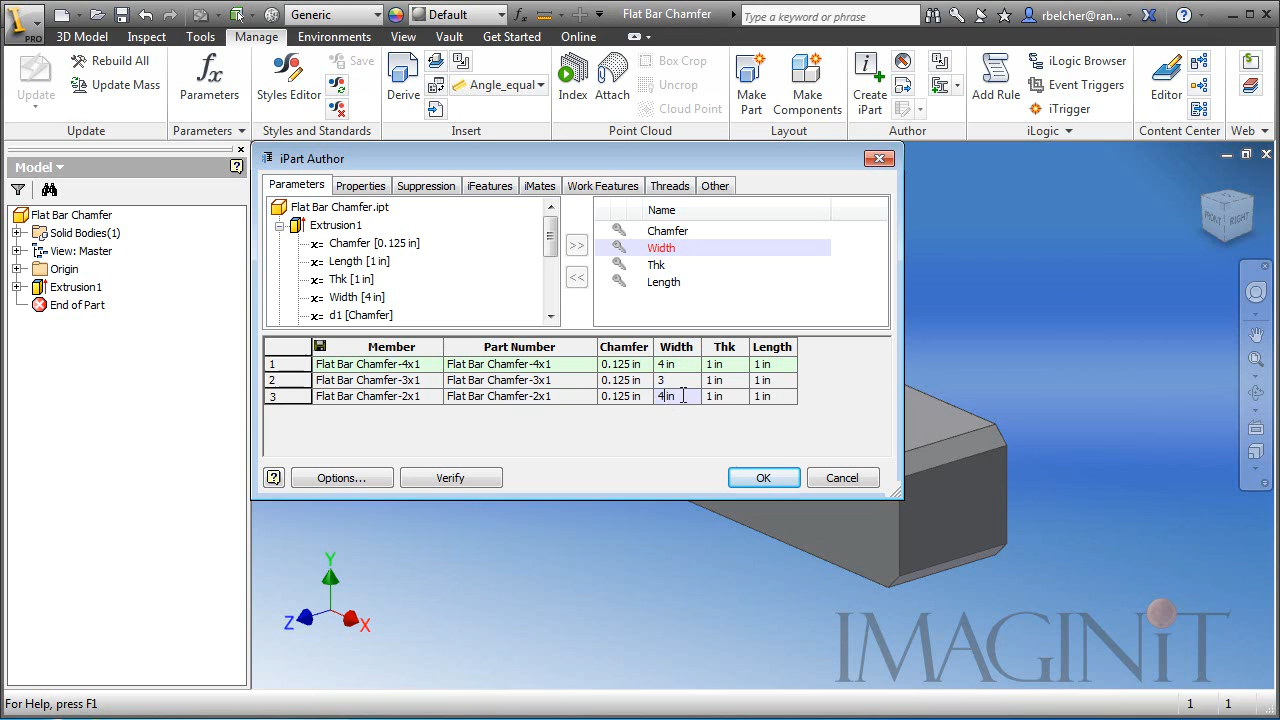 Generic
Default
Flat Bar Chamfer
Type a keyword or phrase
rbelcher@ran...
PRO
3D Model
Inspect
Tools
Manage
Environments
View
Vault
Get Started
Online
Update
Rebuild All
Mass Update
Update
Parameters
Parameters
Styles Editor
Save
Styles and Standards
Derive
Angle_equal
Insert
Index
Attach
Box Crop
Uncrop
Cloud Point
Point Cloud
Make Part
Make Components
Layout
Create iPart
Author
Add Rule
iLogic Browser
Event Triggers
iTrigger
iLogic
Editor
Content Center
Web
Model
Flat Bar Chamfer
Solid Bodies(1)
View: Master
Origin
Extrusion1
End of Part
iPart Author
Parameters
Properties
Suppression
iFeatures
iMates
Work Features
Threads
Other
Flat Bar Chamfer.ipt
Extrusion1
Chamfer [0.125 in]
Length [1 in]
Thk [1 in]
Width [4 in]
d1 [Chamfer]
>>
<<
Name
Chamfer
Width
Thk
Length
Member Part Number Chamfer Width Thk Length
1 Flat Bar Chamfer-4x1 Flat Bar Chamfer-4x1 0.125 in 4 in 1 in 1 in
2 Flat Bar Chamfer-3x1 Flat Bar Chamfer-3x1 0.125 in 3 1 in 1 in
3 Flat Bar Chamfer-2x1 Flat Bar Chamfer-2x1 0.125 in 4 in 1 in 1 in
Options...
Verify
OK
Cancel
FRONT
RIGHT
Y
Z
X
IMAGINiT
For Help, press F1
1
1